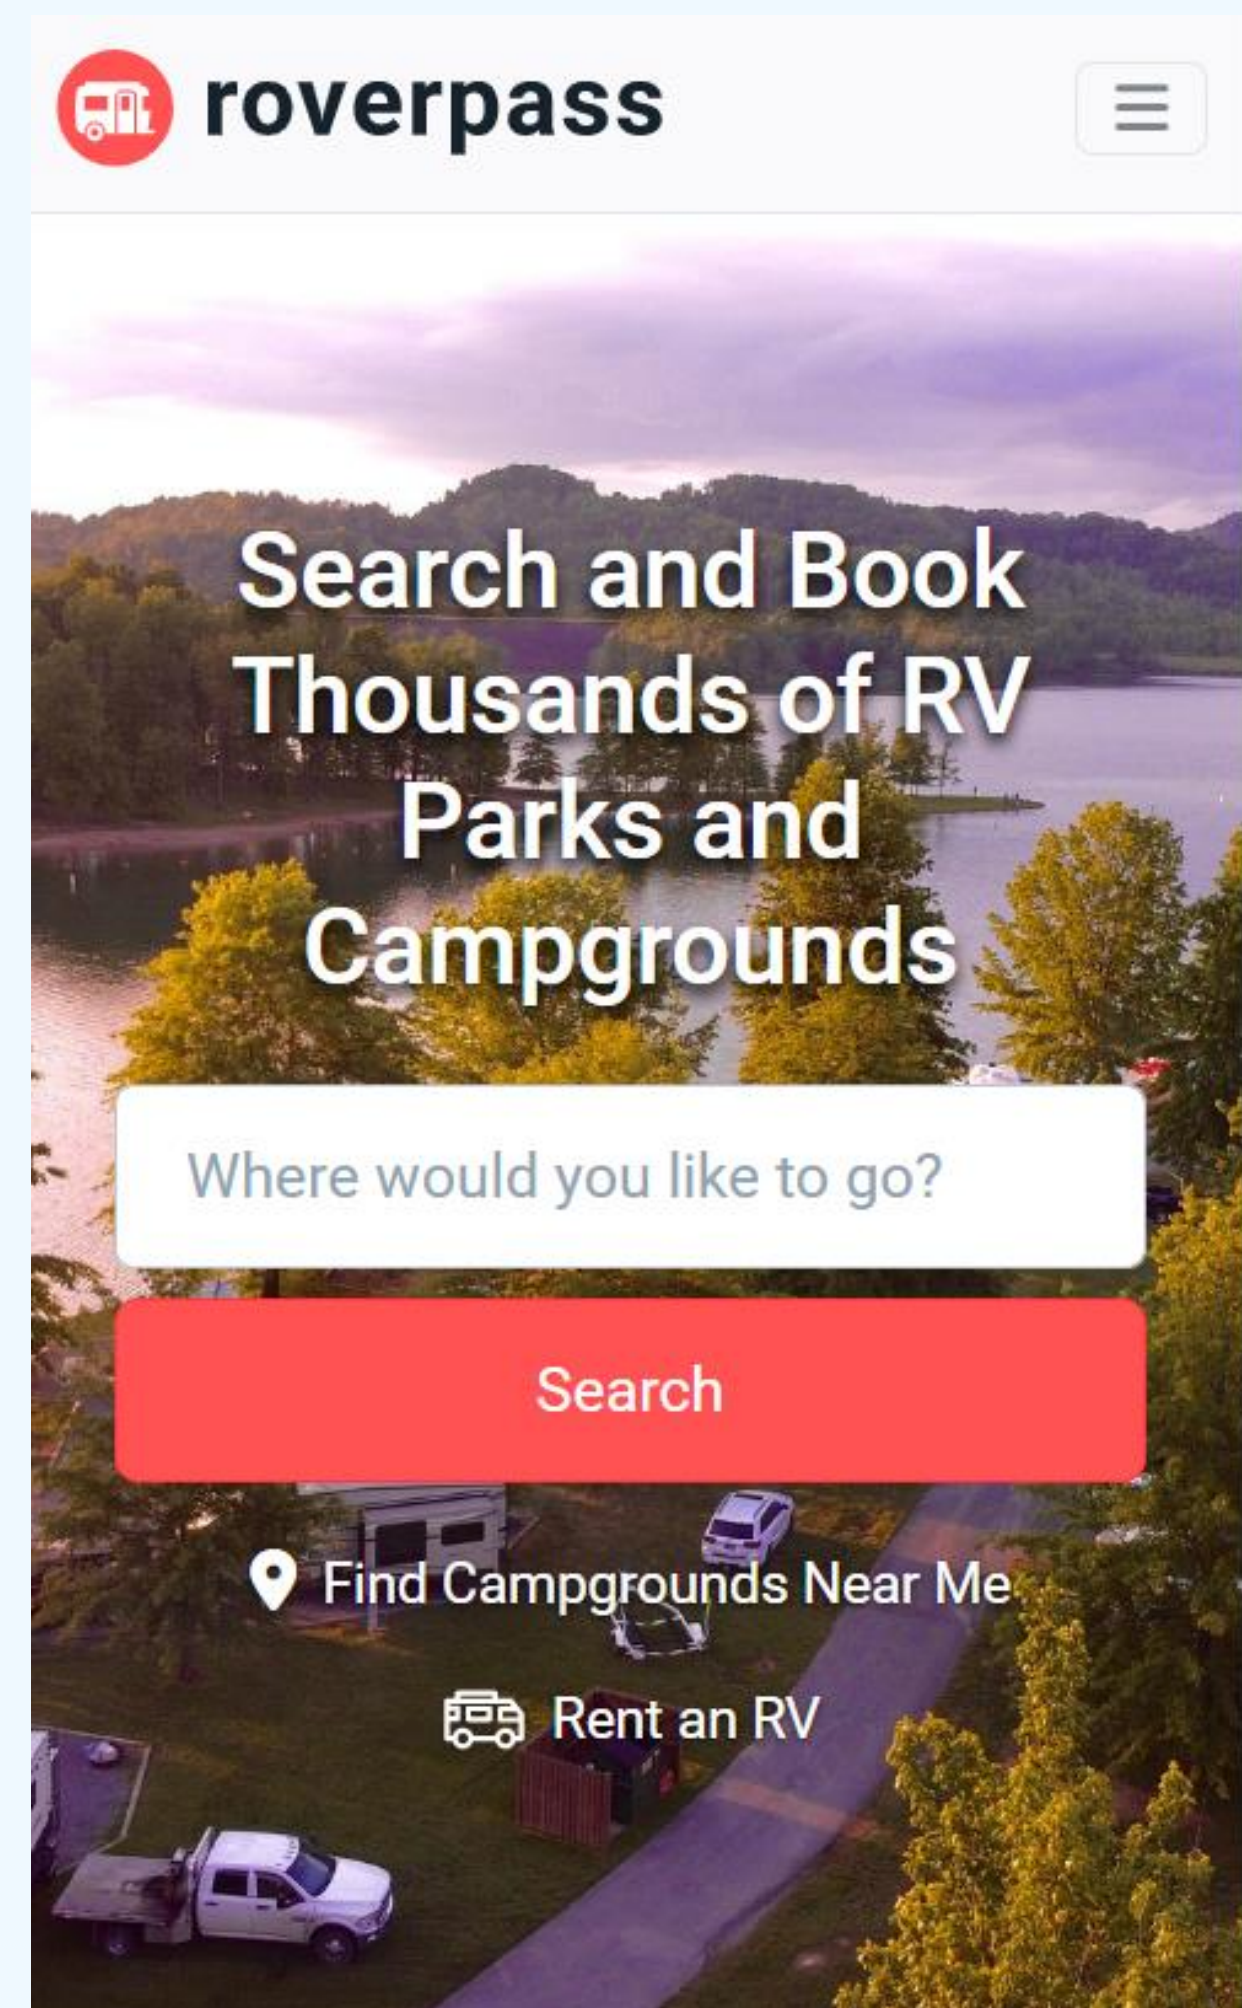 roverpass
Search and Book
Thousands of RV
Parks and
Campgrounds
Where would you like to go?
Search
Find Campgrounds Near Me
Rent an RV